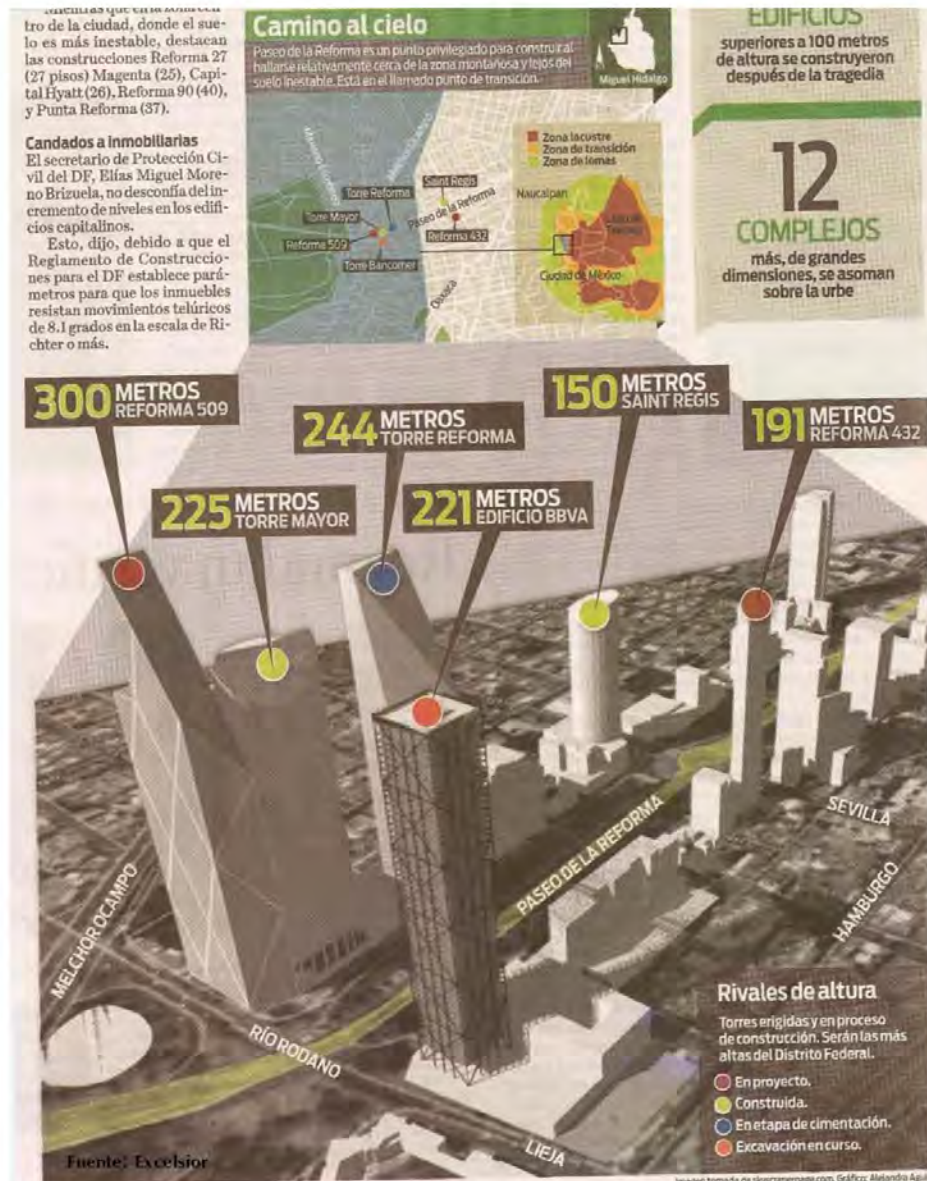 Mientras que en la zona cen-
tro de la ciudad, donde el sue-
lo es más inestable, destacan
las construcciones Reforma 27
(27 pisos) Magenta (25), Capi-
tal Hyatt (26), Reforma 90 (40),
y Punta Reforma (37).
Candados a inmobiliarias
El secretario de Protección Ci-
vil del DF, Elías Miguel More-
no Brizuela, no desconfía del in-
cremento de niveles en los edifi-
cios capitalinos.
Esto, dijo, debido a que el
Reglamento de Construccio-
nes para el DF establece pará-
metros para que los inmuebles
resistan movimientos telúricos
de 8.1 grados en la escala de Ri-
chter o más.
Camino al cielo
Paseo de la Reforma es un punto privilegiado para construir al
hallarse relativamente cerca de la zona montañosa y lejos del
suelo inestable. Está en el llamado punto de transición.
Miguel Hidalgo
Torre Reforma
Torre Mayor
Reforma 509
Torre Bancomer
Saint Regis
Paseo de la Reforma
Reforma 432
Oaxaca
Zona lacustre
Zona de transición
Zona de lomas
Naucalpan
Ciudad de México
EDIFICIOS
superiores a 100 metros
de altura se construyeron
después de la tragedia
12
COMPLEJOS
más, de grandes
dimensiones, se asoman
sobre la urbe
300 METROS
REFORMA 509
225 METROS
TORRE MAYOR
244 METROS
TORRE REFORMA
221 METROS
EDIFICIO BBVA
150 METROS
SAINT REGIS
191 METROS
REFORMA 432
MELCHOR OCAMPO
RÍO RODANO
LIEJA
PASEO DE LA REFORMA
SEVILLA
HAMBURGO
Rivales de altura
Torres erigidas y en proceso
de construcción. Serán las más
altas del Distrito Federal.
En proyecto.
Construida.
En etapa de cimentación.
Excavación en curso.
Fuente: Excelsior
Gráfico: Alejandra